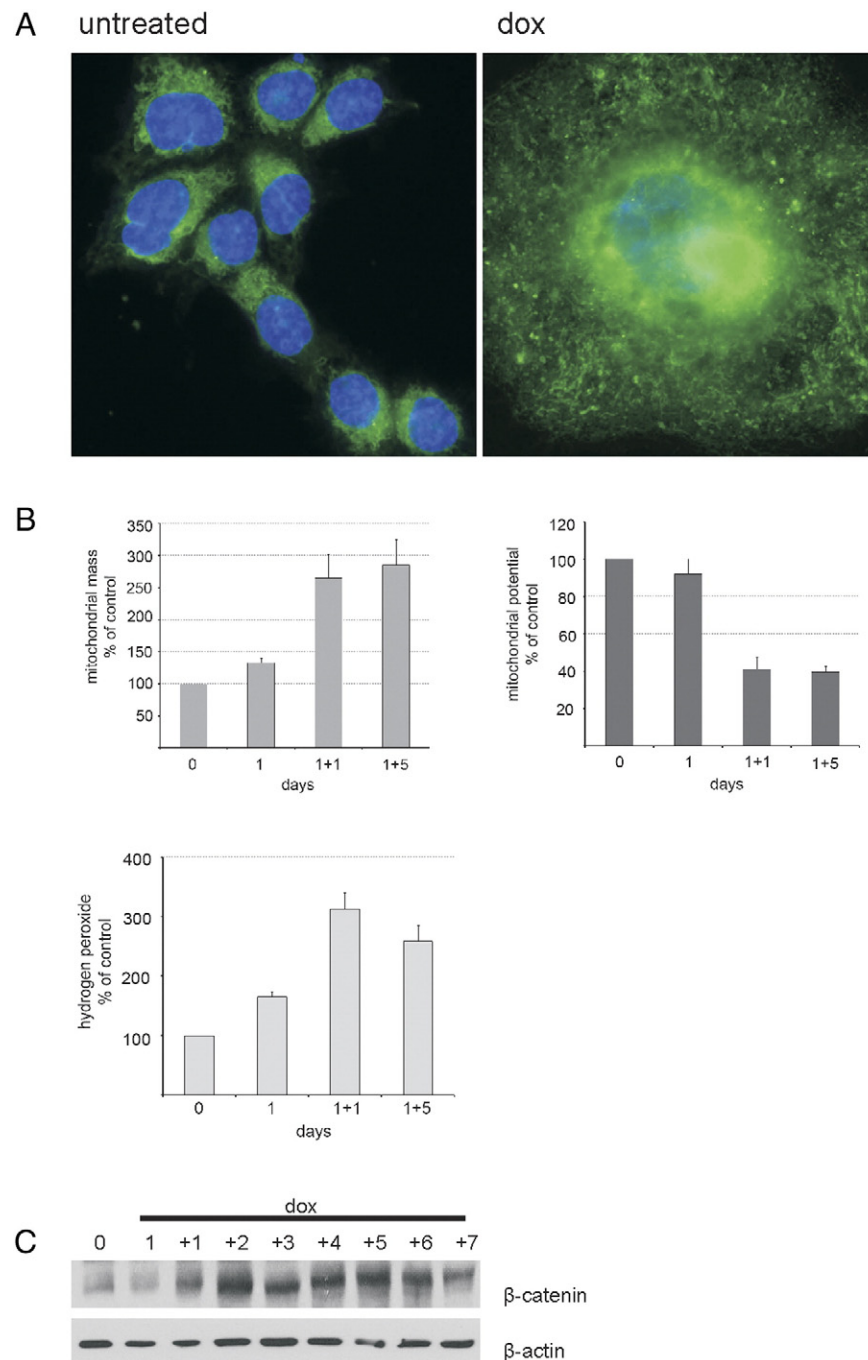 A
untreated
dox
B
mitochondrial mass
% of control
350
300
250
200
150
100
50
0
1
1+1
1+5
days
mitochondrial potential
% of control
120
100
80
60
40
20
0
1
1+1
1+5
days
hydrogen peroxide
% of control
400
300
200
100
0
1
1+1
1+5
days
C
dox
0 1 +1 +2 +3 +4 +5 +6 +7
β-catenin
β-actin